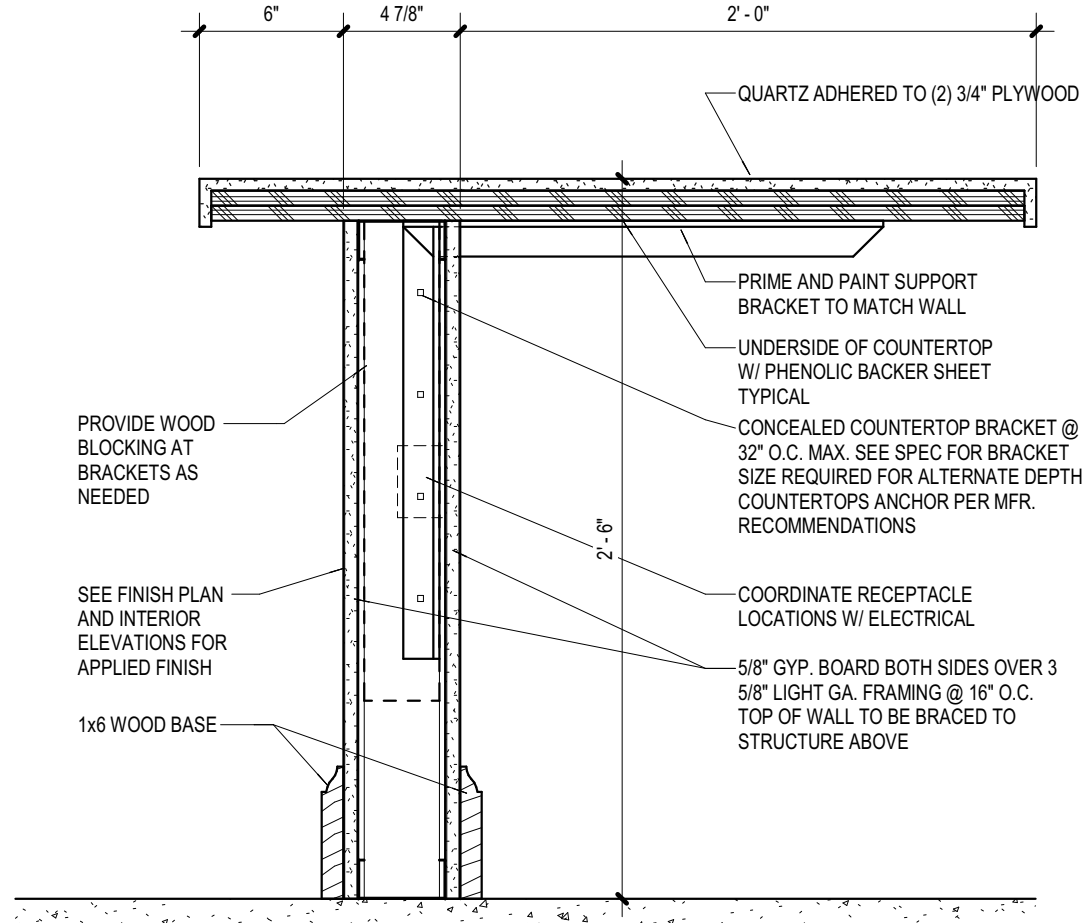 6" 4 7/8" 2' - 0"
QUARTZ ADHERED TO (2) 3/4" PLYWOOD
PRIME AND PAINT SUPPORT
BRACKET TO MATCH WALL
UNDERSIDE OF COUNTERTOP
W/ PHENOLIC BACKER SHEET
TYPICAL
CONCEALED COUNTERTOP BRACKET @
32" O.C. MAX. SEE SPEC FOR BRACKET
SIZE REQUIRED FOR ALTERNATE DEPTH
COUNTERTOPS ANCHOR PER MFR.
RECOMMENDATIONS
PROVIDE WOOD
BLOCKING AT
BRACKETS AS
NEEDED
2' - 6"
SEE FINISH PLAN
AND INTERIOR
ELEVATIONS FOR
APPLIED FINISH
COORDINATE RECEPTACLE
LOCATIONS W/ ELECTRICAL
5/8" GYP. BOARD BOTH SIDES OVER 3
5/8" LIGHT GA. FRAMING @ 16" O.C.
TOP OF WALL TO BE BRACED TO
STRUCTURE ABOVE
1x6 WOOD BASE